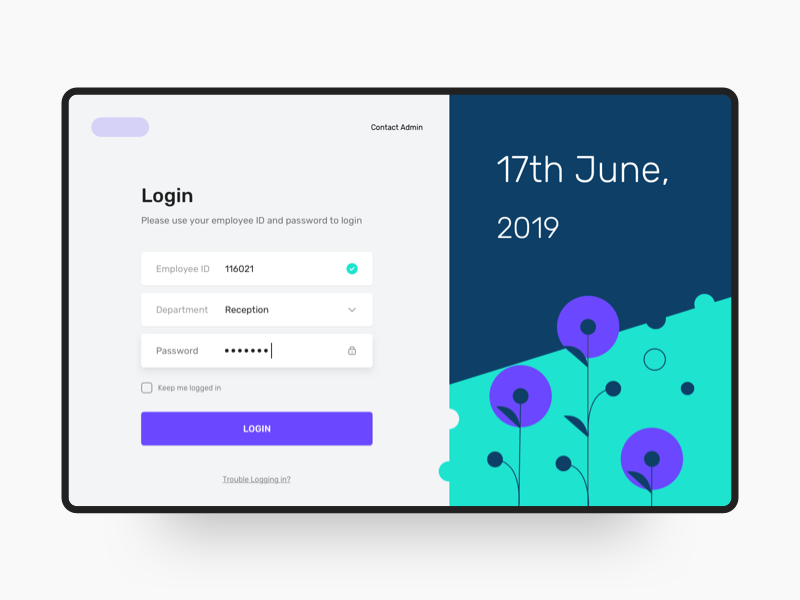 Contact Admin
17th June,
2019
Login
Please use your employee ID and password to login
Employee ID 116021
Department Reception
Password •••••••
Keep me logged in
LOGIN
Trouble Logging in?